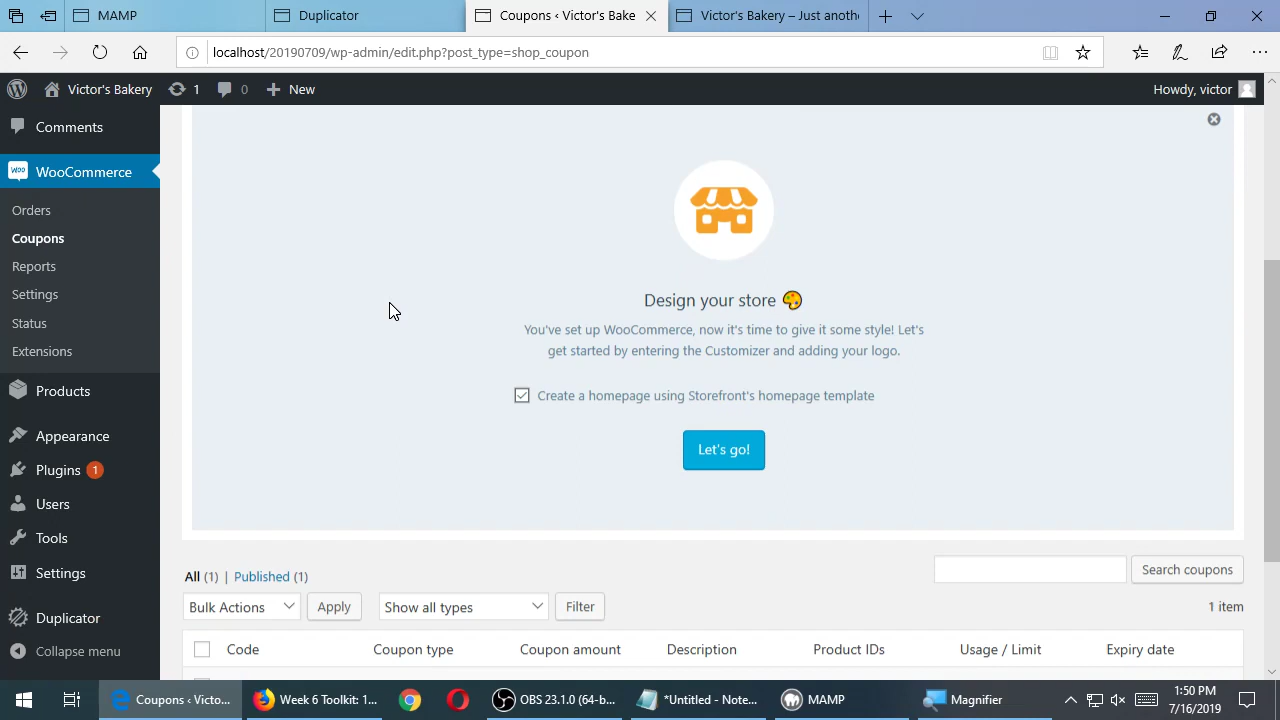 MAMP
Duplicator
Coupons ‹ Victor's Bake
Victor's Bakery – Just anoth
localhost/20190709/wp-admin/edit.php?post_type=shop_coupon
Victor's Bakery
1
0
New
Howdy, victor
Comments
WooCommerce
Orders
Coupons
Reports
Settings
Status
Extensions
Products
Appearance
Plugins 1
Users
Tools
Settings
Duplicator
Collapse menu
Design your store
You've set up WooCommerce, now it's time to give it some style! Let's
get started by entering the Customizer and adding your logo.
Create a homepage using Storefront's homepage template
Let's go!
All (1) | Published (1)
Search coupons
Bulk Actions
Apply
Show all types
Filter
1 item
Code
Coupon type
Coupon amount
Description
Product IDs
Usage / Limit
Expiry date
Coupons ‹ Victo...
Week 6 Toolkit: 1...
OBS 23.1.0 (64-b...
*Untitled - Note...
MAMP
Magnifier
1:50 PM
7/16/2019